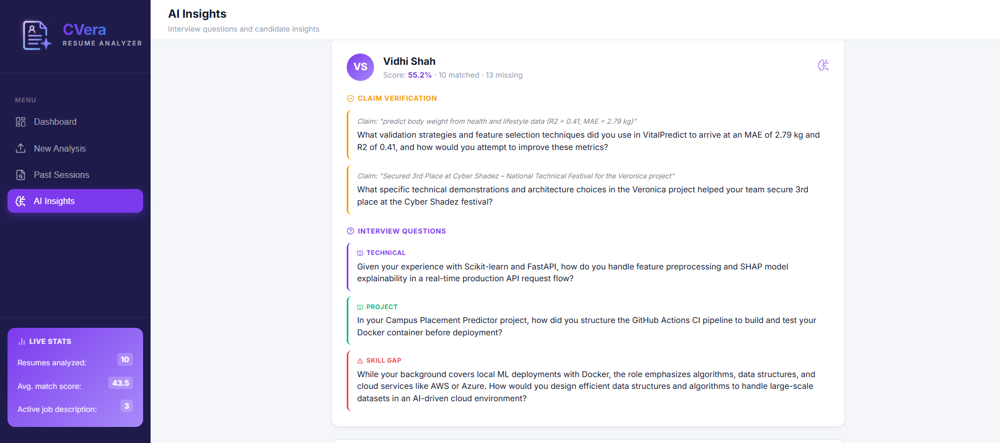 CVera
RESUME ANALYZER
MENU
Dashboard
New Analysis
Past Sessions
AI Insights
LIVE STATS
Resumes analyzed: 10
Avg. match score: 43.5
Active job description: 3
AI Insights
Interview questions and candidate insights
VS
Vidhi Shah
Score: 55.2% · 10 matched · 13 missing
CLAIM VERIFICATION
Claim: "predict body weight from health and lifestyle data (R2 = 0.41, MAE = 2.79 kg)"
What validation strategies and feature selection techniques did you use in VitalPredict to arrive at an MAE of 2.79 kg and
R2 of 0.41, and how would you attempt to improve these metrics?
Claim: "Secured 3rd Place at Cyber Shadez – National Technical Festival for the Veronica project"
What specific technical demonstrations and architecture choices in the Veronica project helped your team secure 3rd
place at the Cyber Shadez festival?
INTERVIEW QUESTIONS
TECHNICAL
Given your experience with Scikit-learn and FastAPI, how do you handle feature preprocessing and SHAP model
explainability in a real-time production API request flow?
PROJECT
In your Campus Placement Predictor project, how did you structure the GitHub Actions CI pipeline to build and test your
Docker container before deployment?
SKILL GAP
While your background covers local ML deployments with Docker, the role emphasizes algorithms, data structures, and
cloud services like AWS or Azure. How would you design efficient data structures and algorithms to handle large-scale
datasets in an AI-driven cloud environment?